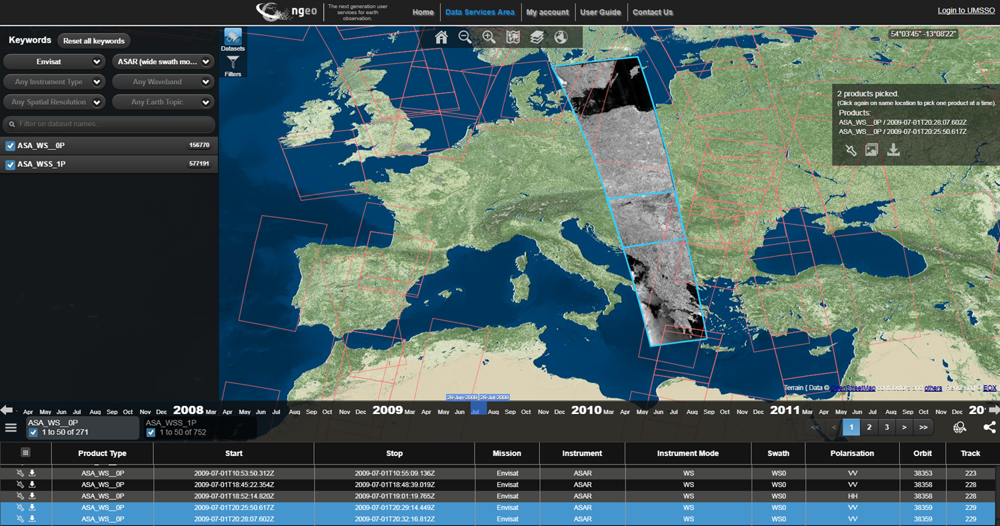 ngeo
The next generation user
services for earth
observation.
Home
Data Services Area
My account
User Guide
Contact Us
Login to UMSSO
Keywords
Reset all keywords
Envisat
ASAR (wide swath mo...
Any Instrument Type
Any Waveband
Any Spatial Resolution
Any Earth Topic
Filter on dataset names...
ASA_WS__0P 156770
ASA_WSS_1P 577191
Datasets
Filters
54°03'45" -13°08'22"
2 products picked.
(Click again on same location to pick one product at a time).
Products:
ASA_WS__0P / 2009-07-01T20:28:07.602Z
ASA_WS__0P / 2009-07-01T20:25:50.617Z
Terrain { Data © OpenStreetMap contributors and others, Rendering © EOX
29-Jun-2009 29-Jul-2009
Apr May Jun Jul Aug Sep Oct Nov Dec 2008 Mar Apr May Jun Jul Aug Sep Oct Nov Dec 2009 Mar Apr May Jun Jul Aug Sep Oct Nov Dec 2010 Mar Apr May Jun Jul Aug Sep Oct Nov Dec 2011 Mar Apr May Jun Jul Aug Sep Oct Nov Dec 20
ASA_WS__0P
1 to 50 of 271
ASA_WSS_1P
1 to 50 of 752
<< < 1 2 3 > >>
Product Type Start Stop Mission Instrument Instrument Mode Swath Polarisation Orbit Track
ASA_WS__0P 2009-07-01T10:53:50.312Z 2009-07-01T10:55:09.136Z Envisat ASAR WS WS0 VV 38353 223
ASA_WS__0P 2009-07-01T18:45:22.354Z 2009-07-01T18:48:39.019Z Envisat ASAR WS WS0 VV 38358 228
ASA_WS__0P 2009-07-01T18:52:14.820Z 2009-07-01T19:01:19.765Z Envisat ASAR WS WS0 HH 38358 228
ASA_WS__0P 2009-07-01T20:25:50.617Z 2009-07-01T20:29:14.449Z Envisat ASAR WS WS0 VV 38359 229
ASA_WS__0P 2009-07-01T20:28:07.602Z 2009-07-01T20:32:16.812Z Envisat ASAR WS WS0 VV 38359 229